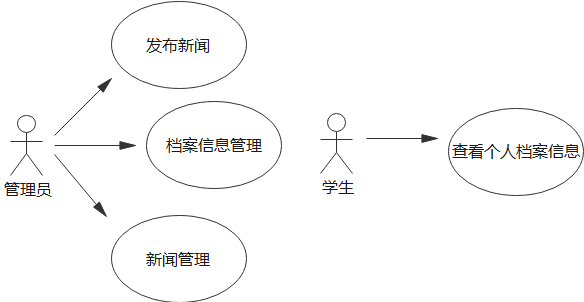 发布新闻
档案信息管理
查看个人档案信息
管理员
学生
新闻管理